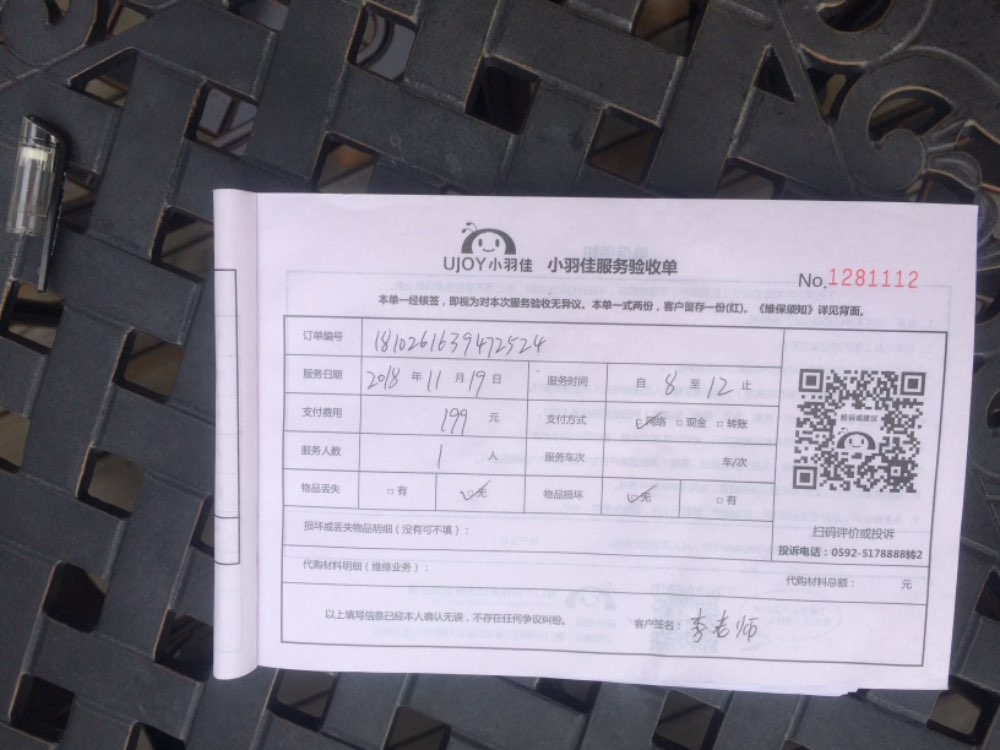 UJOY小羽佳 小羽佳服务验收单
No.1281112
本单一经核签，即视为对本次服务验收无异议。本单一式两份，客户留存一份(红)。《维保须知》详见背面。
订单编号 1810261639472524
服务日期 2018 年 11 月 19 日 服务时间 自 8 至 12 止
支付费用 199 元 支付方式 网络 现金 转账
服务人数 1 人 服务车次 车/次
物品丢失 有 无 物品损坏 无 有
投诉或建议
扫码评价或投诉
投诉电话：0592-5178888转2
损坏或丢失物品明细（没有可不填）：
代购材料明细（维修业务）： 代购材料总额： 元
以上填写信息已经本人确认无误，不存在任何争议纠纷。 客户签名：李老师